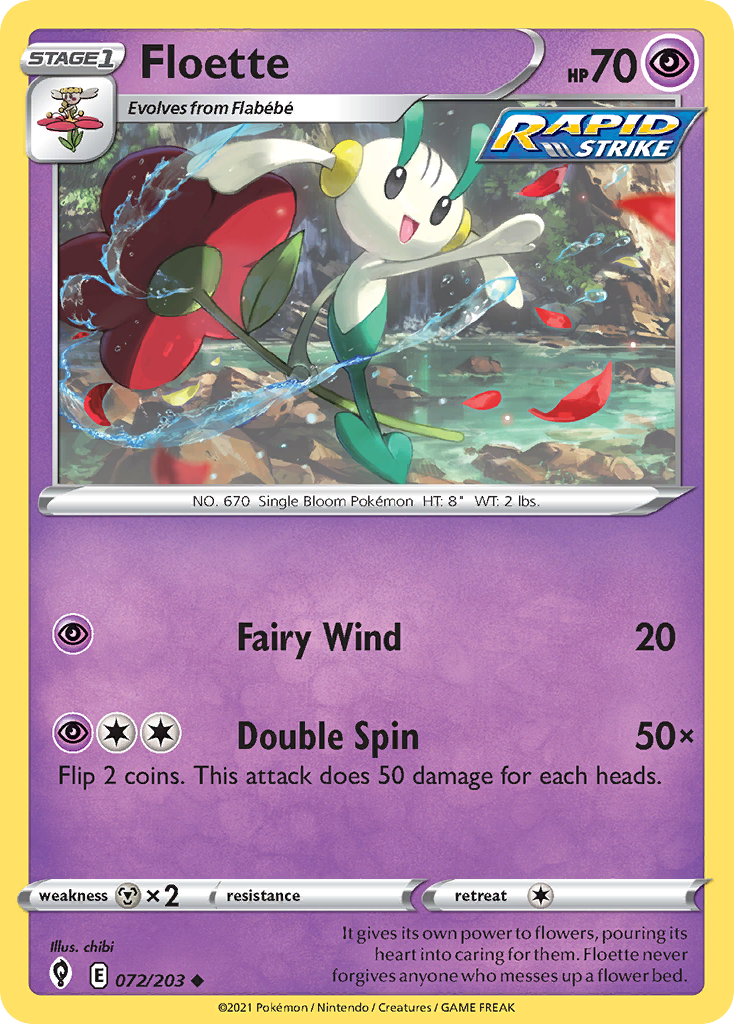 STAGE1
Floette
HP70
Evolves from Flabébé
RAPID
STRIKE
NO. 670 Single Bloom Pokémon HT: 8" WT: 2 lbs.
Fairy Wind 20
Double Spin 50×
Flip 2 coins. This attack does 50 damage for each heads.
weakness ×2 resistance retreat
Illus. chibi
It gives its own power to flowers, pouring its
heart into caring for them. Floette never
forgives anyone who messes up a flower bed.
E 072/203
©2021 Pokémon / Nintendo / Creatures / GAME FREAK